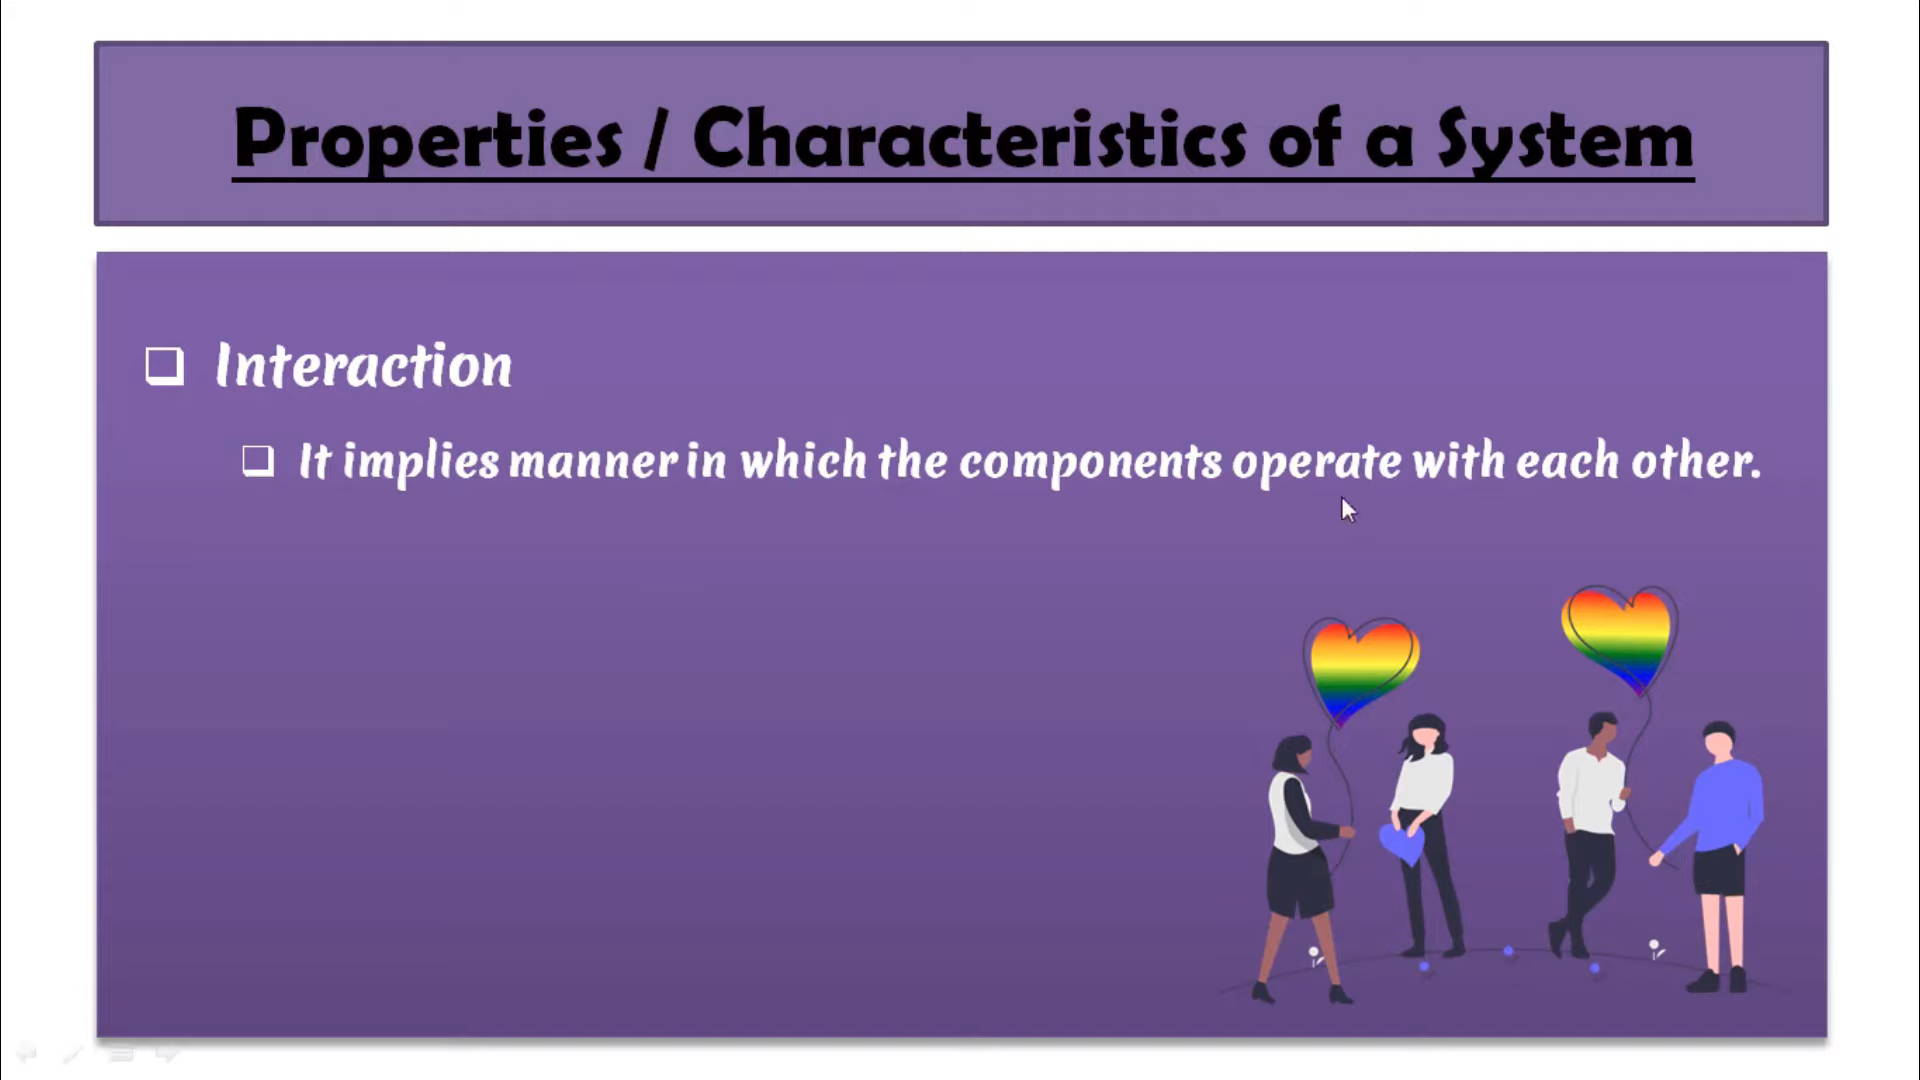 Properties / Characteristics of a System
Interaction
It implies manner in which the components operate with each other.